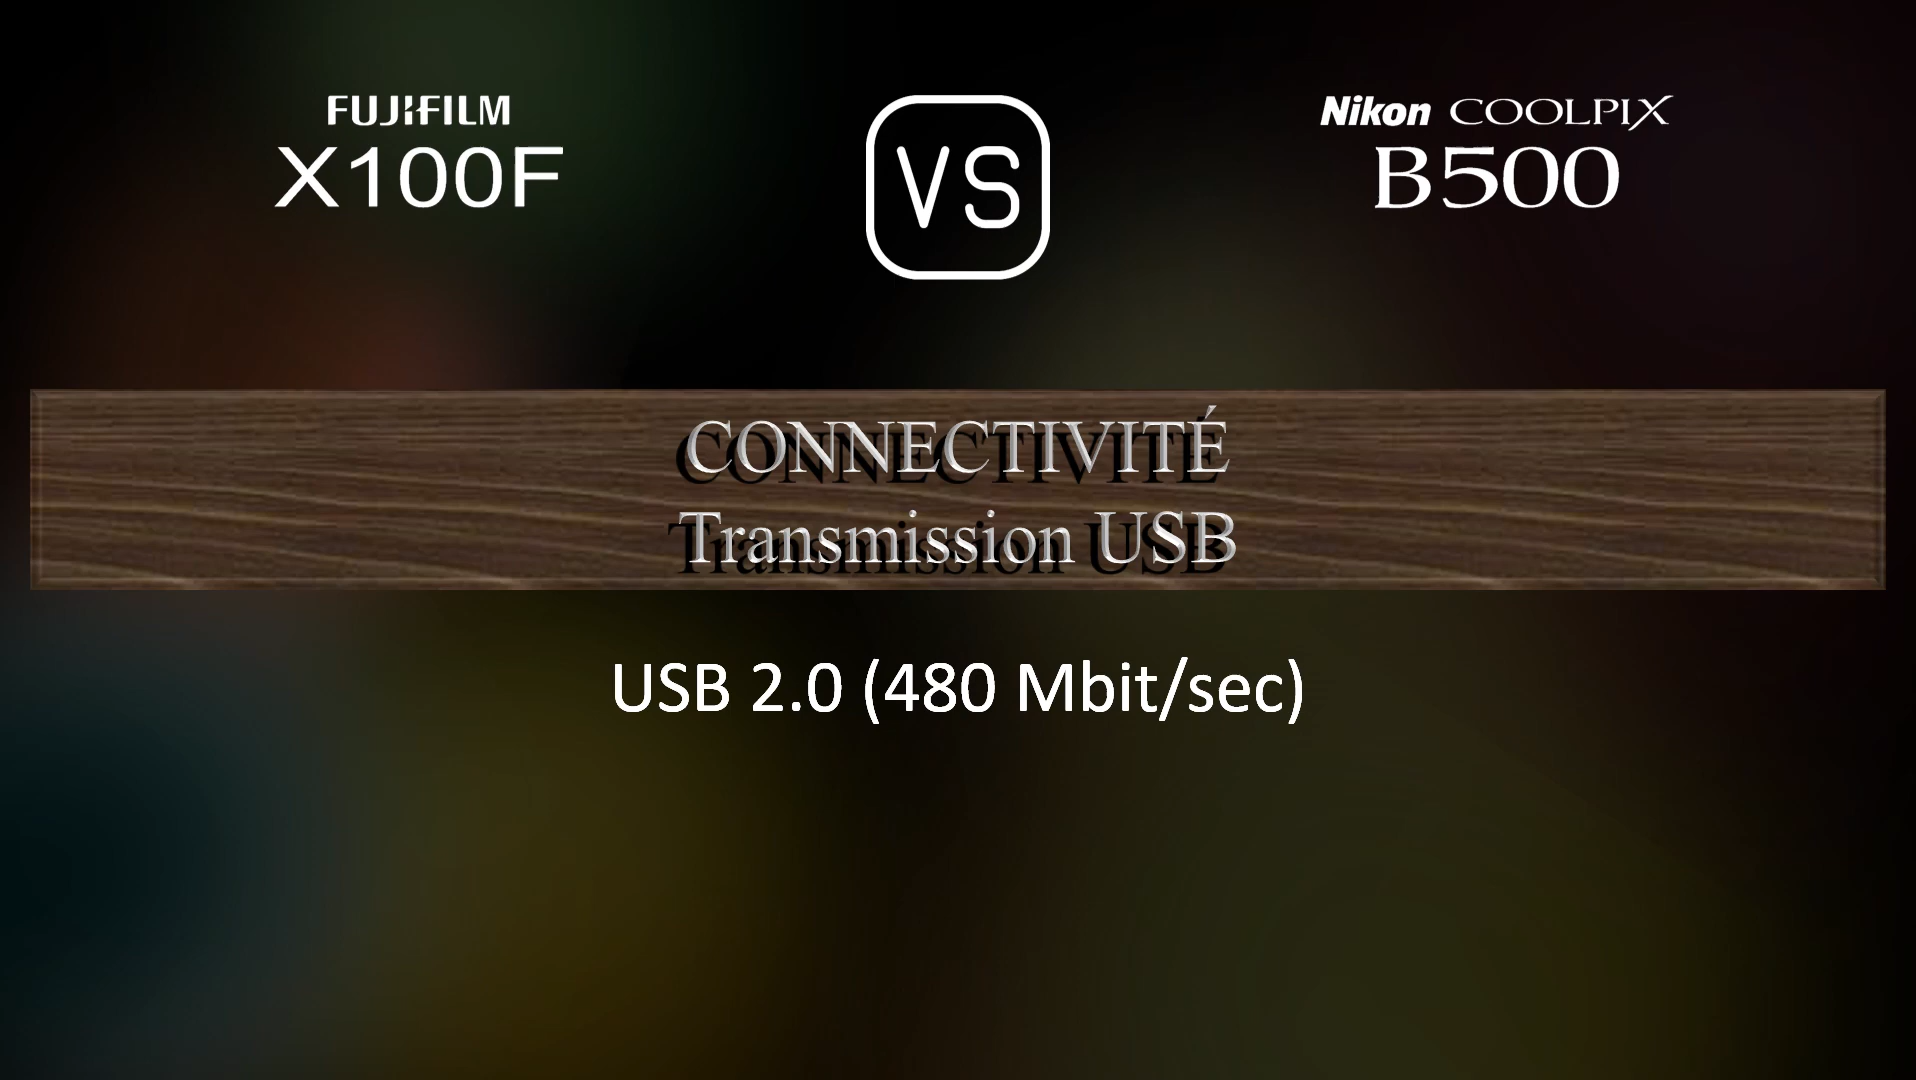 FUJIFILM
X100F
VS
Nikon COOLPIX
B500
CONNECTIVITÉ
Transmission USB
USB 2.0 (480 Mbit/sec)